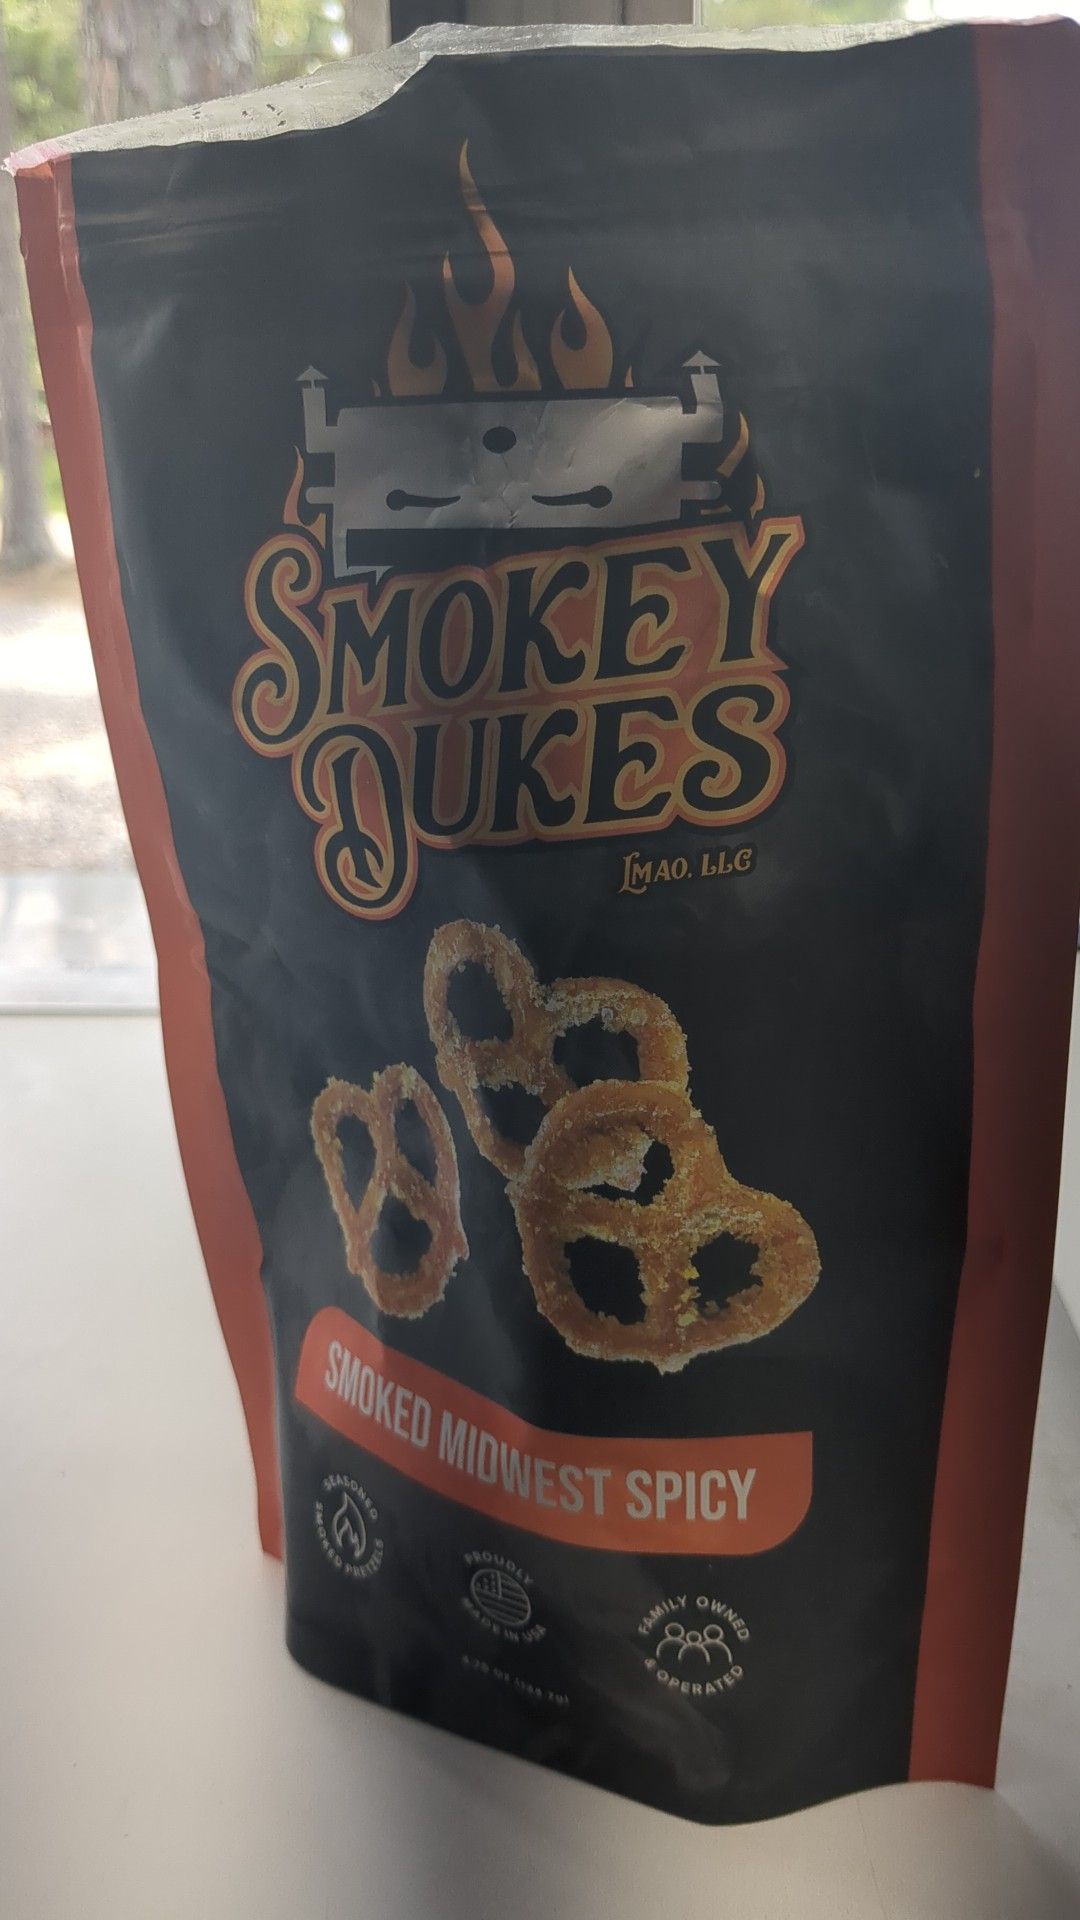 SMOKEY
DUKES
LMAO, LLC
SMOKED MIDWEST SPICY
SEASONED
SMOKED PRETZELS
PROUDLY
MADE IN USA
FAMILY OWNED
& OPERATED